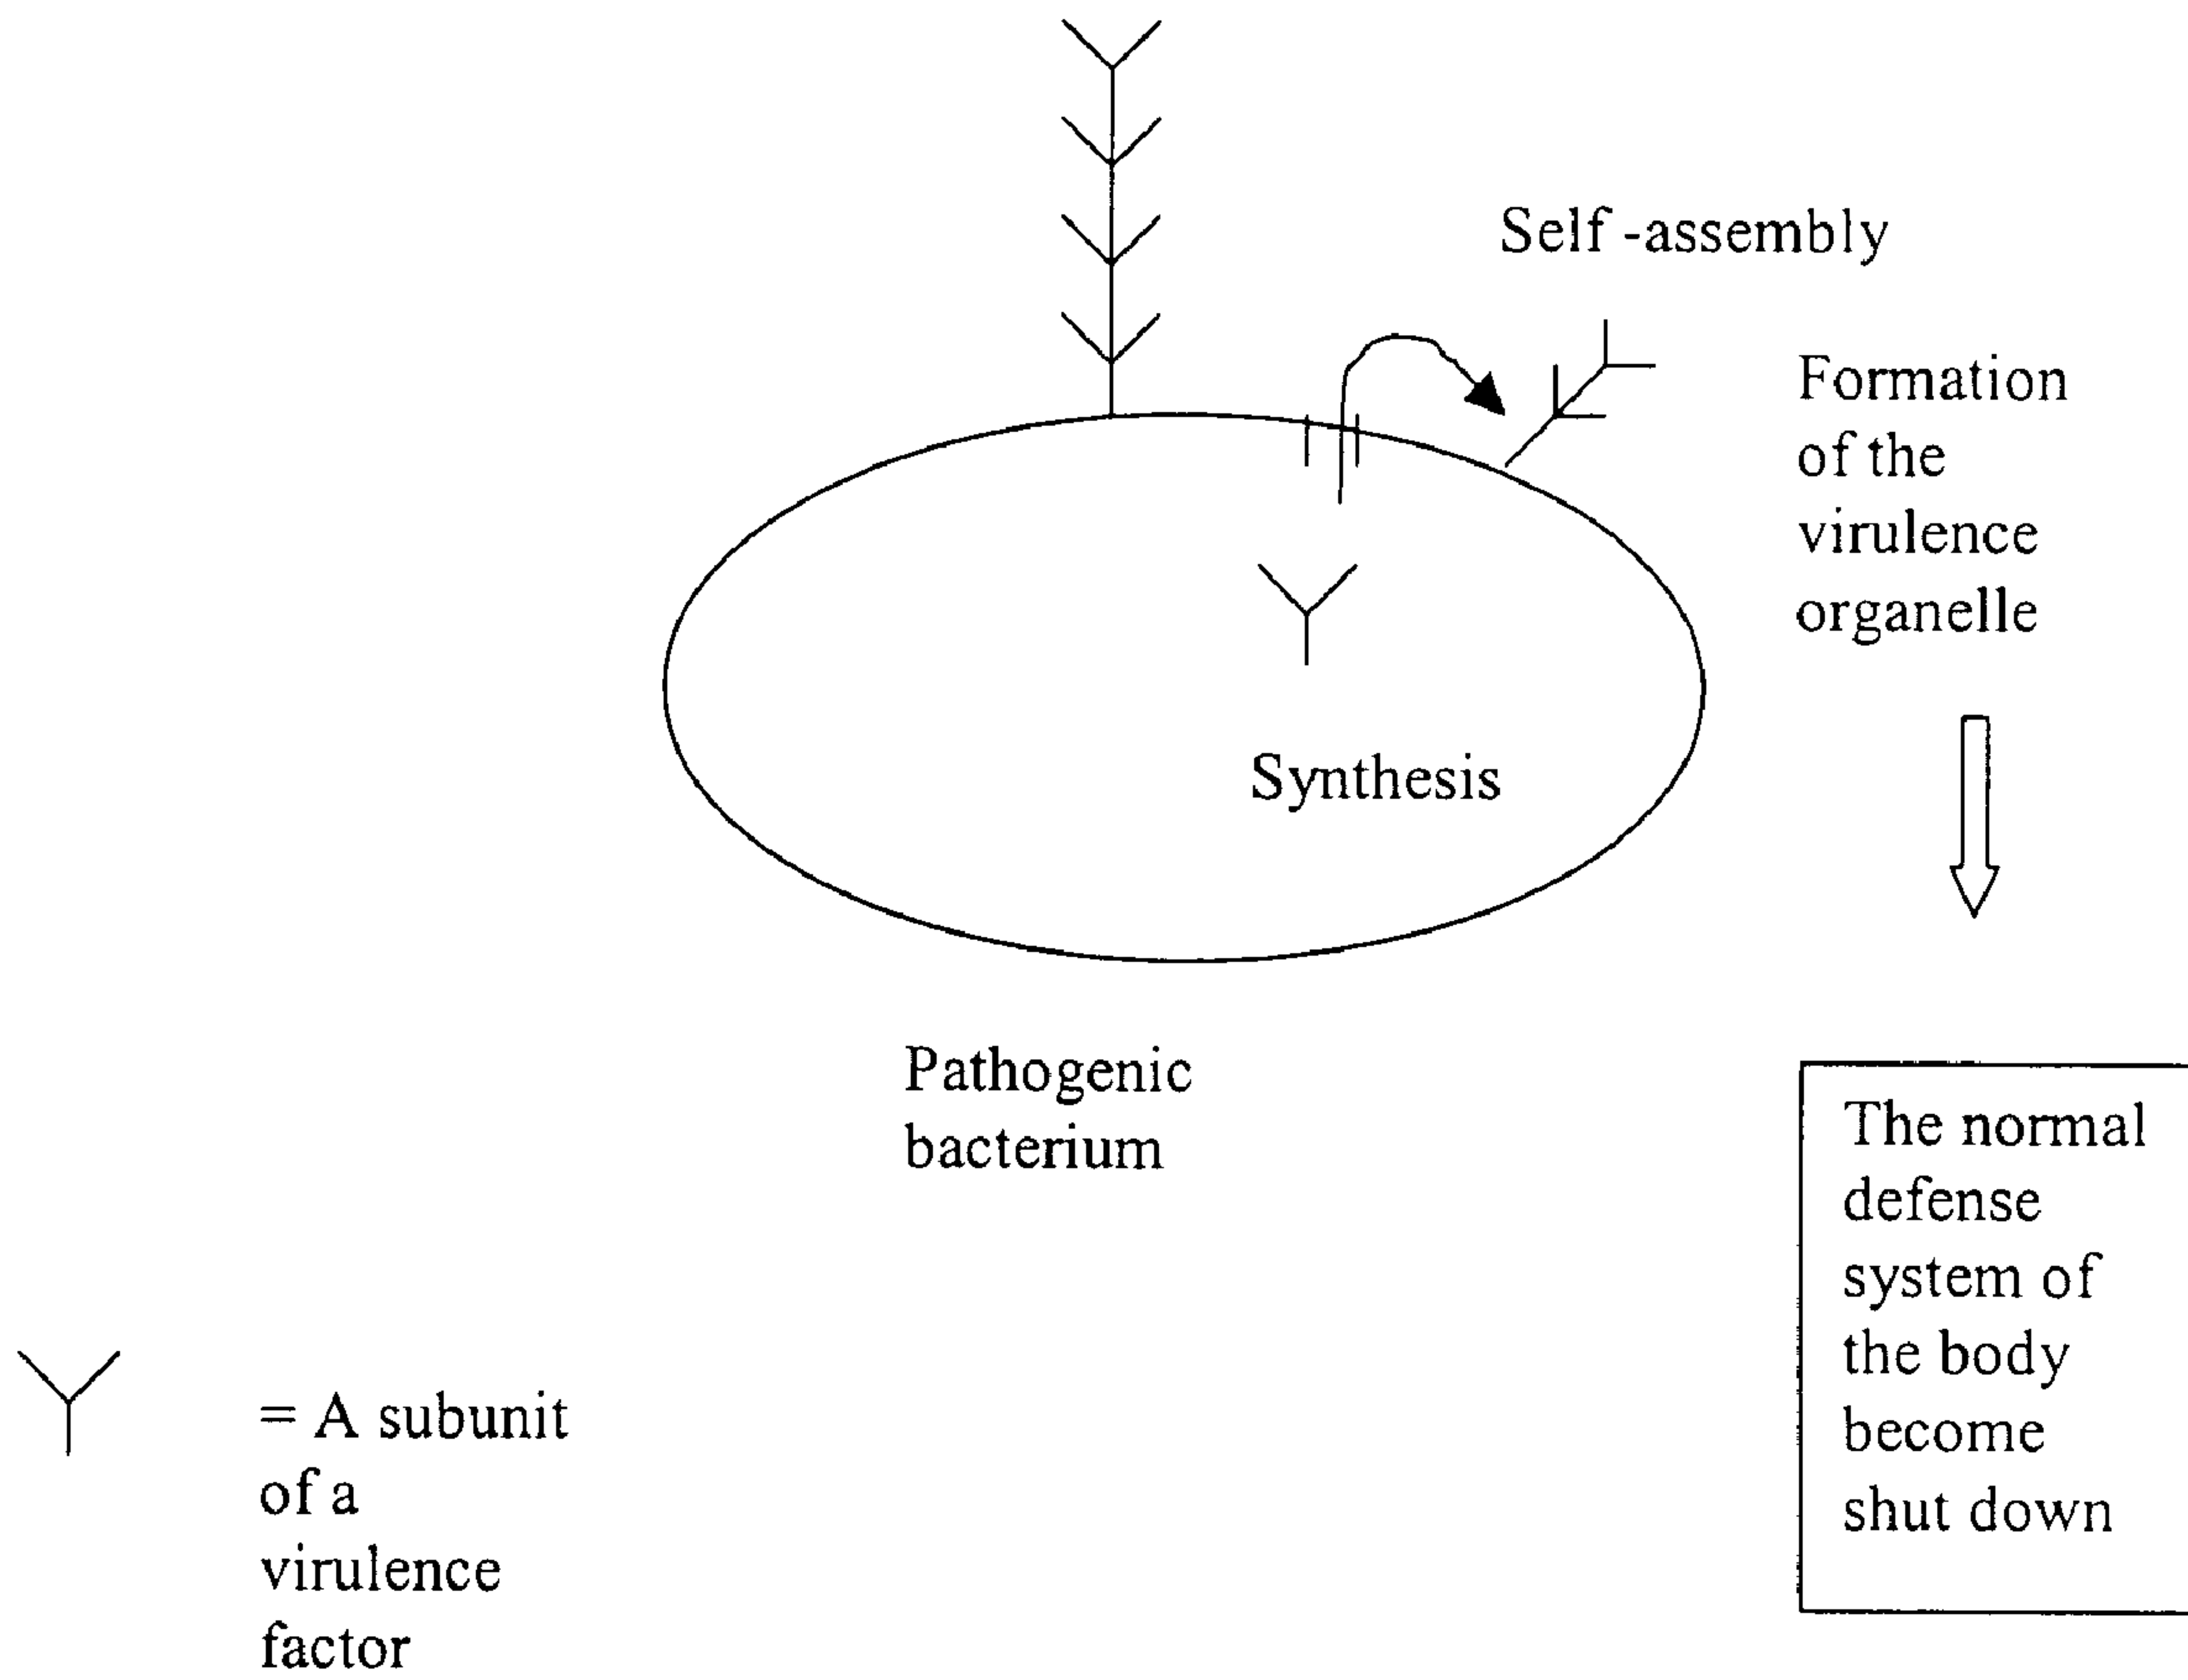 Self -assembly
Formation
of the
virulence
organelle
Synthesis
Pathogenic
bacterium
The normal
defense
system of
the body
become
shut down
= A subunit
of a
virulence
factor